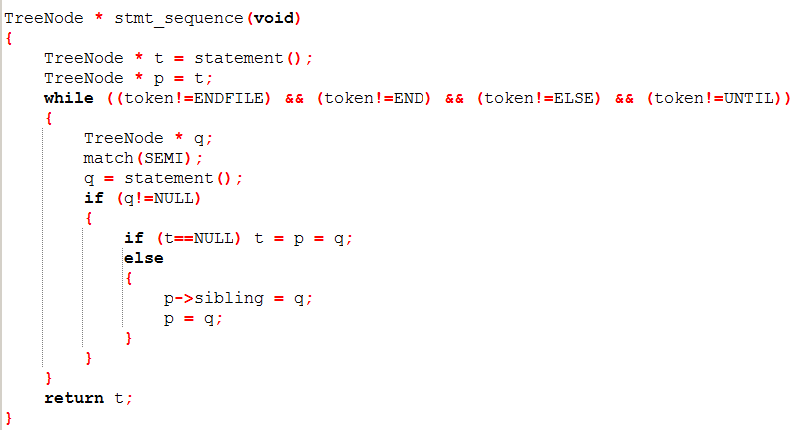 TreeNode * stmt_sequence(void)
{
    TreeNode * t = statement();
    TreeNode * p = t;
    while ((token!=ENDFILE) && (token!=END) && (token!=ELSE) && (token!=UNTIL))
    {
        TreeNode * q;
        match(SEMI);
        q = statement();
        if (q!=NULL)
        {
            if (t==NULL) t = p = q;
            else
            {
                p->sibling = q;
                p = q;
            }
        }
    }
    return t;
}